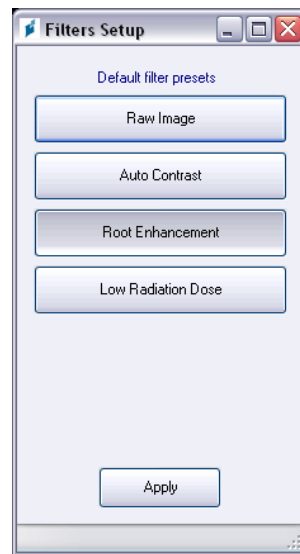 Filters Setup
Default filter presets
Raw Image
Auto Contrast
Root Enhancement
Low Radiation Dose
Apply